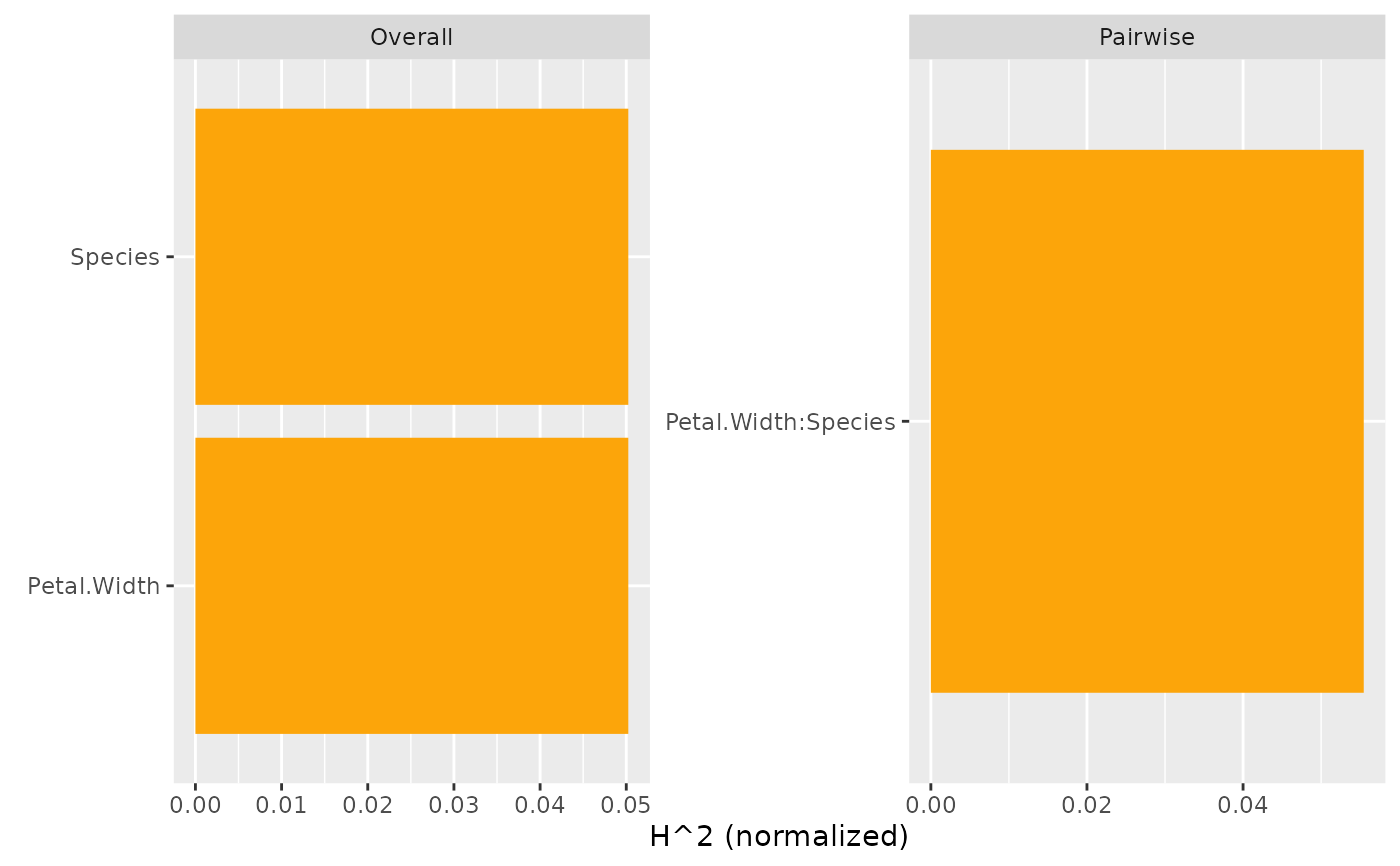 Overall
Pairwise
Species
Petal.Width
Petal.Width:Species
0.00 0.01 0.02 0.03 0.04 0.05
0.00 0.02 0.04
H^2 (normalized)